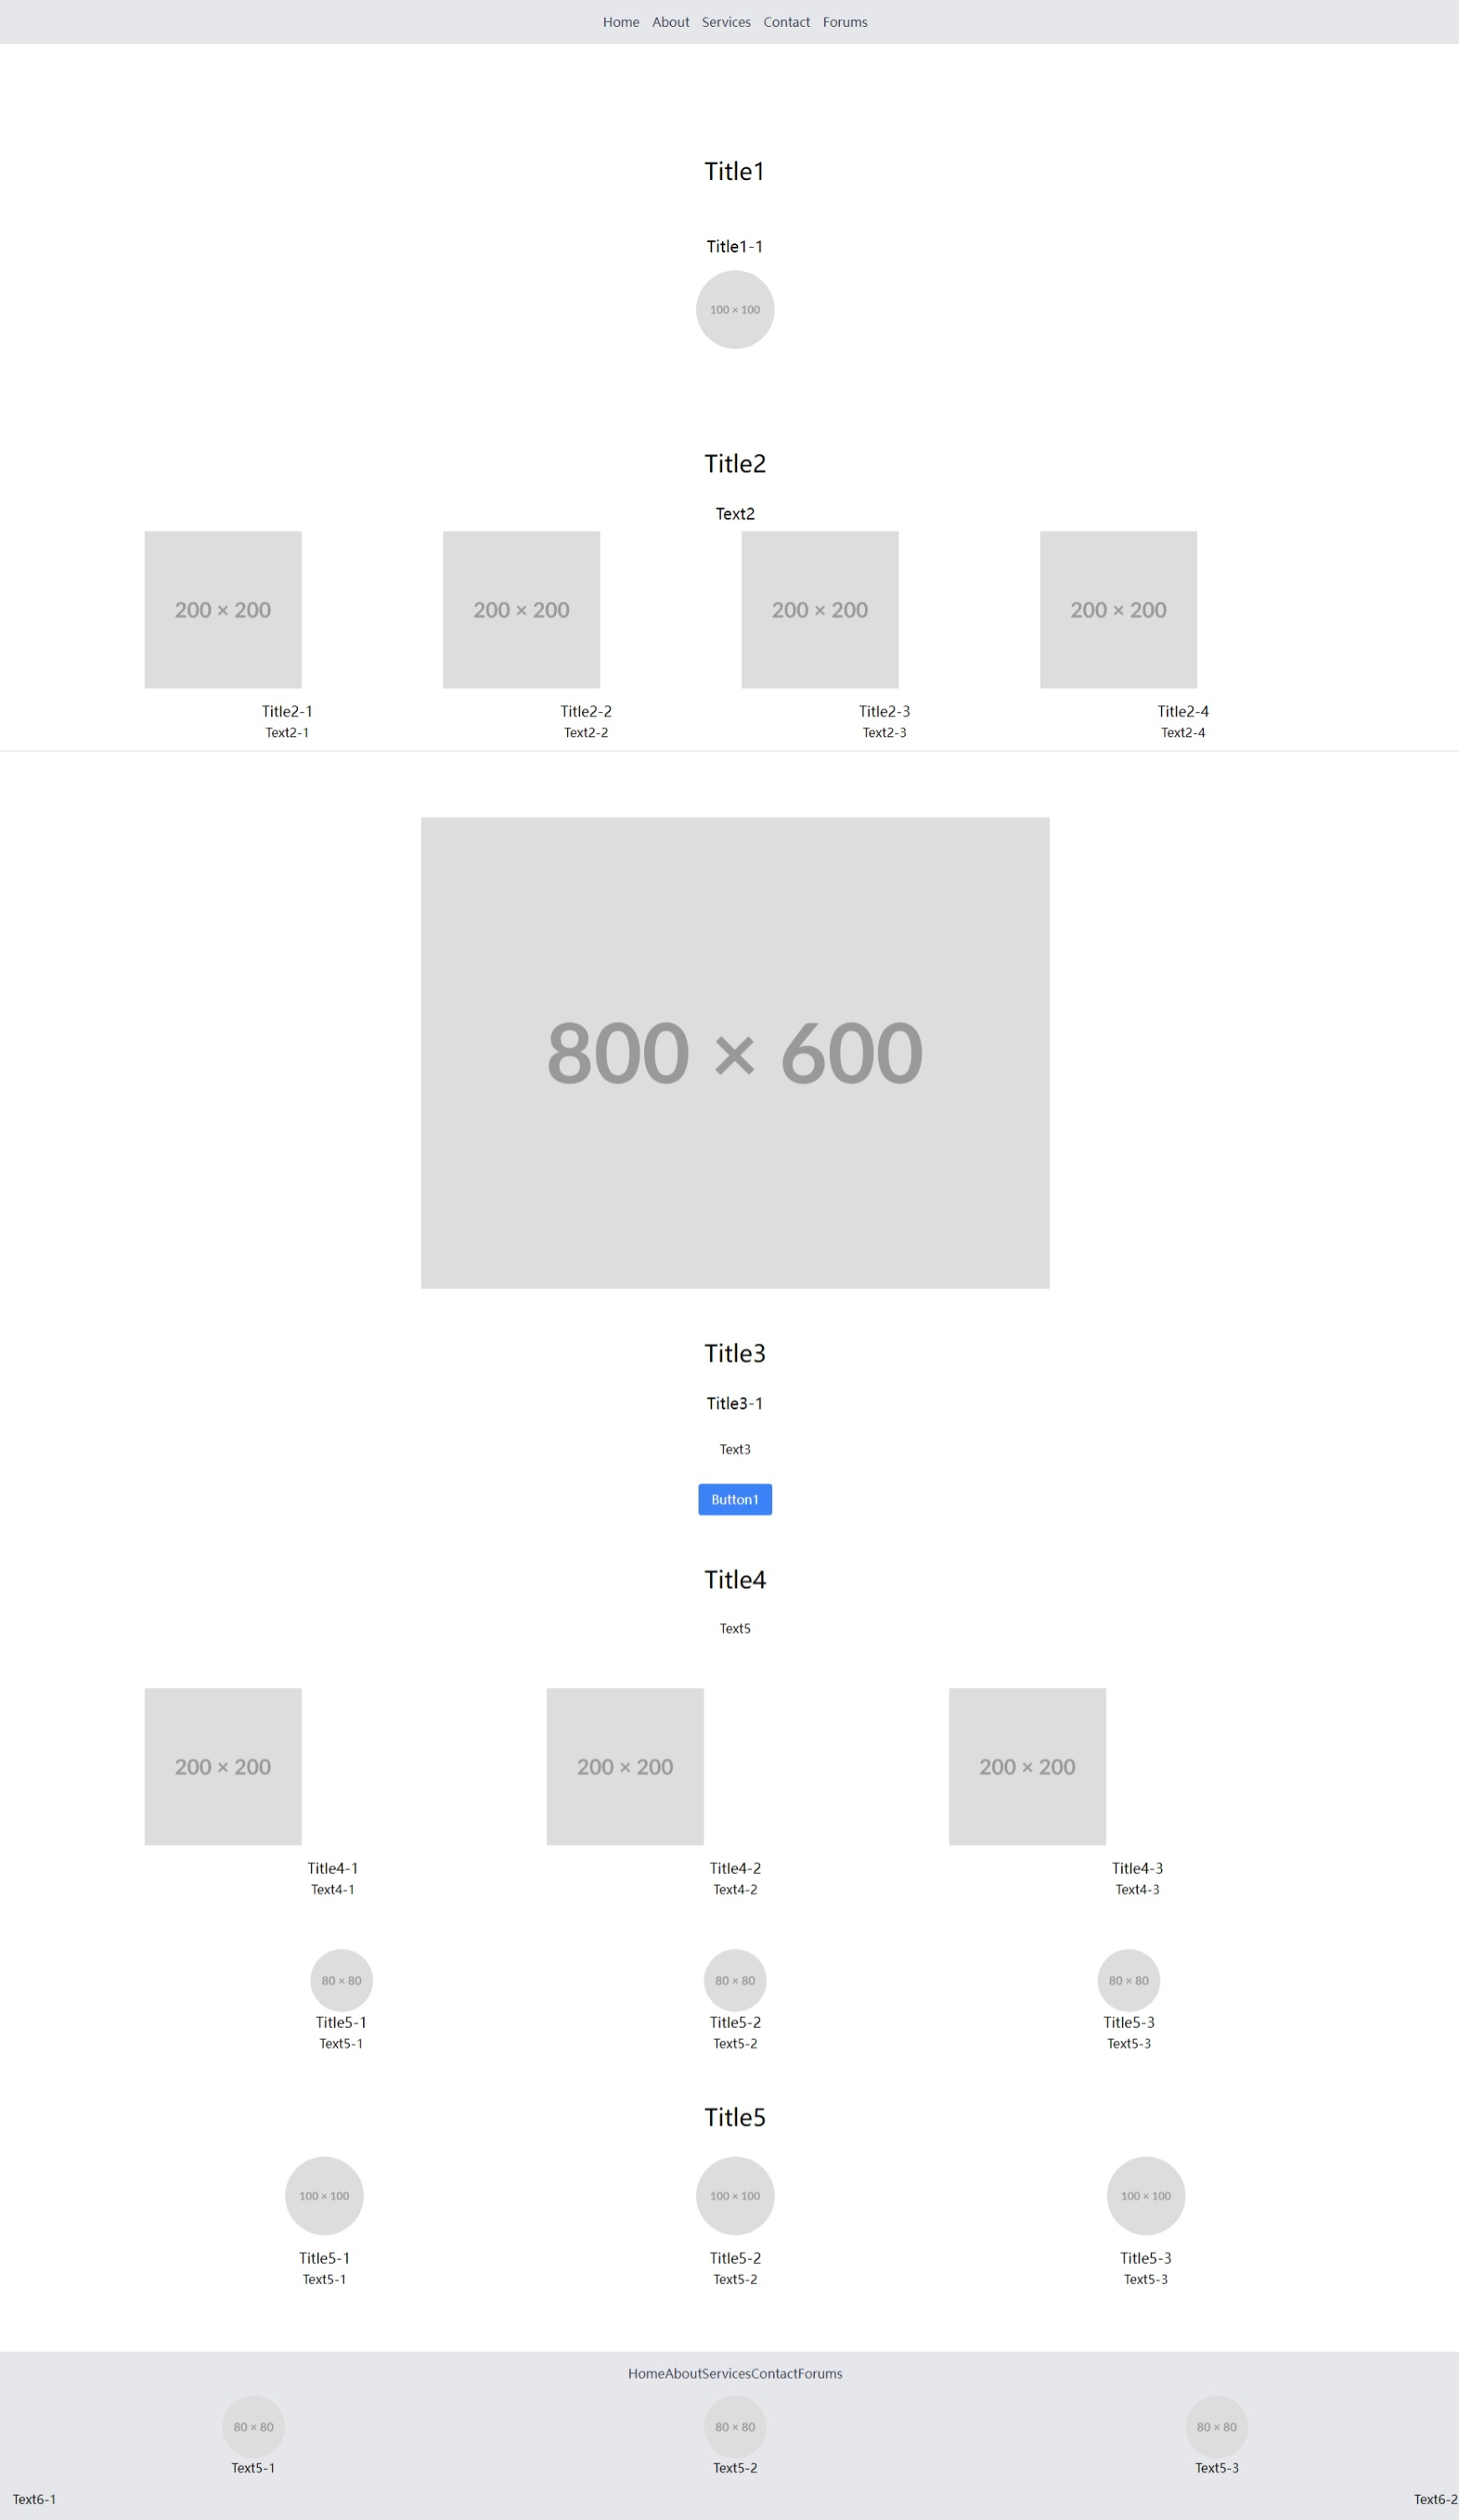 Home About Services Contact Forums
Title1
Title1-1
100 × 100
Title2
Text2
200 × 200 200 × 200 200 × 200 200 × 200
Title2-1 Title2-2 Title2-3 Title2-4
Text2-1 Text2-2 Text2-3 Text2-4
800 × 600
Title3
Title3-1
Text3
Button1
Title4
Text5
200 × 200 200 × 200 200 × 200
Title4-1 Title4-2 Title4-3
Text4-1 Text4-2 Text4-3
80 × 80 80 × 80 80 × 80
Title5-1 Title5-2 Title5-3
Text5-1 Text5-2 Text5-3
Title5
100 × 100 100 × 100 100 × 100
Title5-1 Title5-2 Title5-3
Text5-1 Text5-2 Text5-3
HomeAboutServicesContactForums
80 × 80 80 × 80 80 × 80
Text5-1 Text5-2 Text5-3
Text6-1 Text6-2